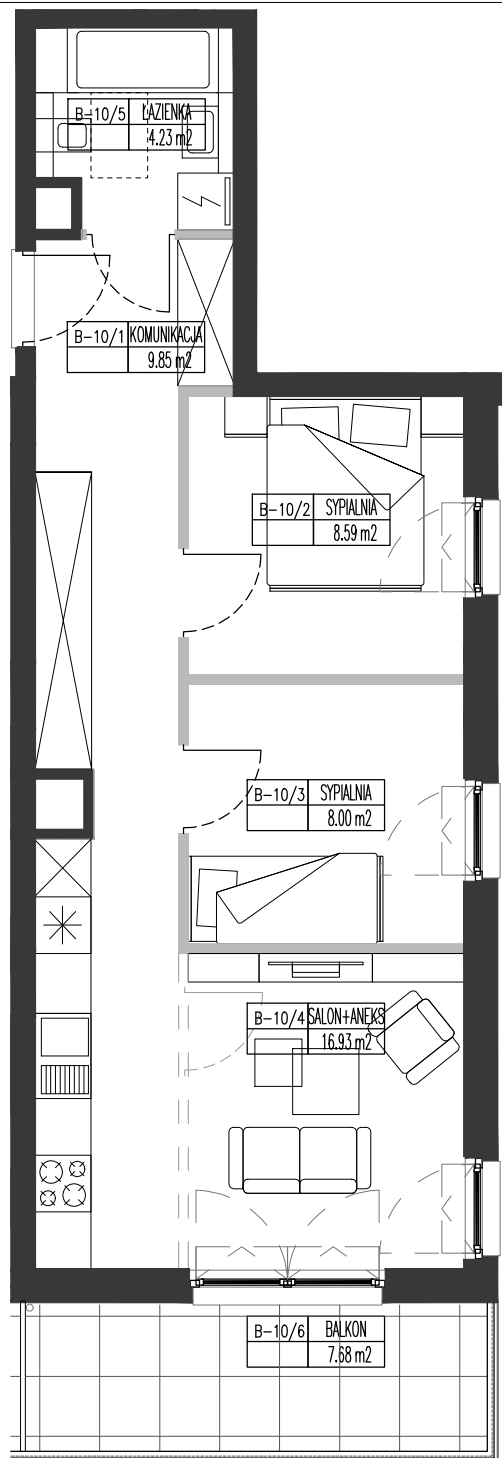 B-10/5 ŁAZIENKA
4.23 m2
B-10/1 KOMUNIKACJA
9.85 m2
B-10/2 SYPIALNIA
8.59 m2
B-10/3 SYPIALNIA
8.00 m2
B-10/4 SALON+ANEKS
16.93 m2
B-10/6 BALKON
7.68 m2